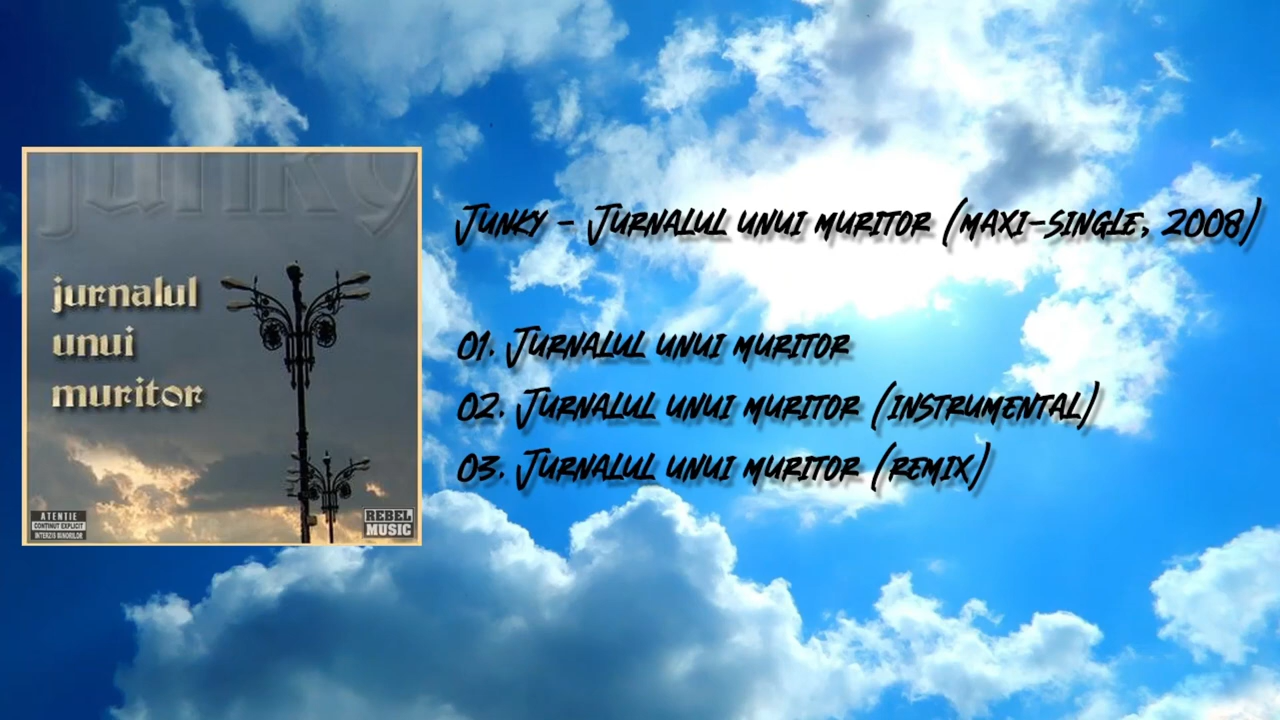 junky
jurnalul
unui
muritor
ATENTIE
CONTINUT EXPLICIT
INTERZIS MINORILOR
REBEL
MUSIC
Junky - Jurnalul unui muritor (maxi-single, 2008)
01. Jurnalul unui muritor
02. Jurnalul unui muritor (instrumental)
03. Jurnalul unui muritor (remix)